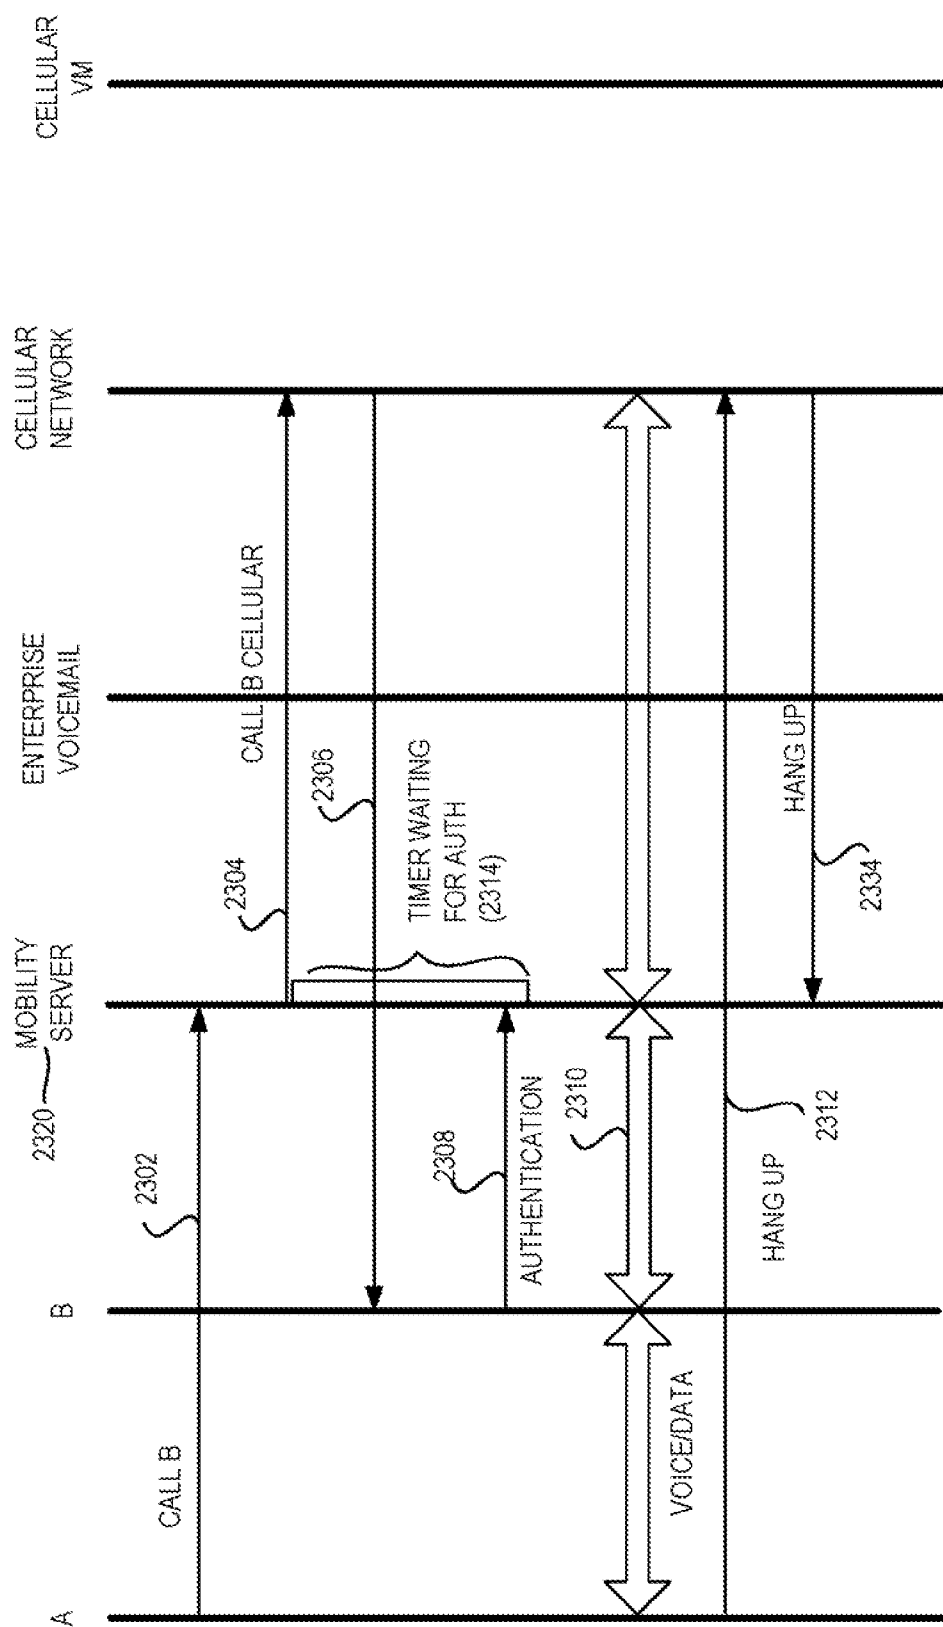 A
B
2320
MOBILITY
SERVER
ENTERPRISE
VOICEMAIL
CELLULAR
NETWORK
CELLULAR
VM
CALL B
2302
2304
CALL B CELLULAR
2306
TIMER WAITING
FOR AUTH
(2314)
2308
AUTHENTICATION
2310
VOICE/DATA
HANG UP
2312
HANG UP
2334